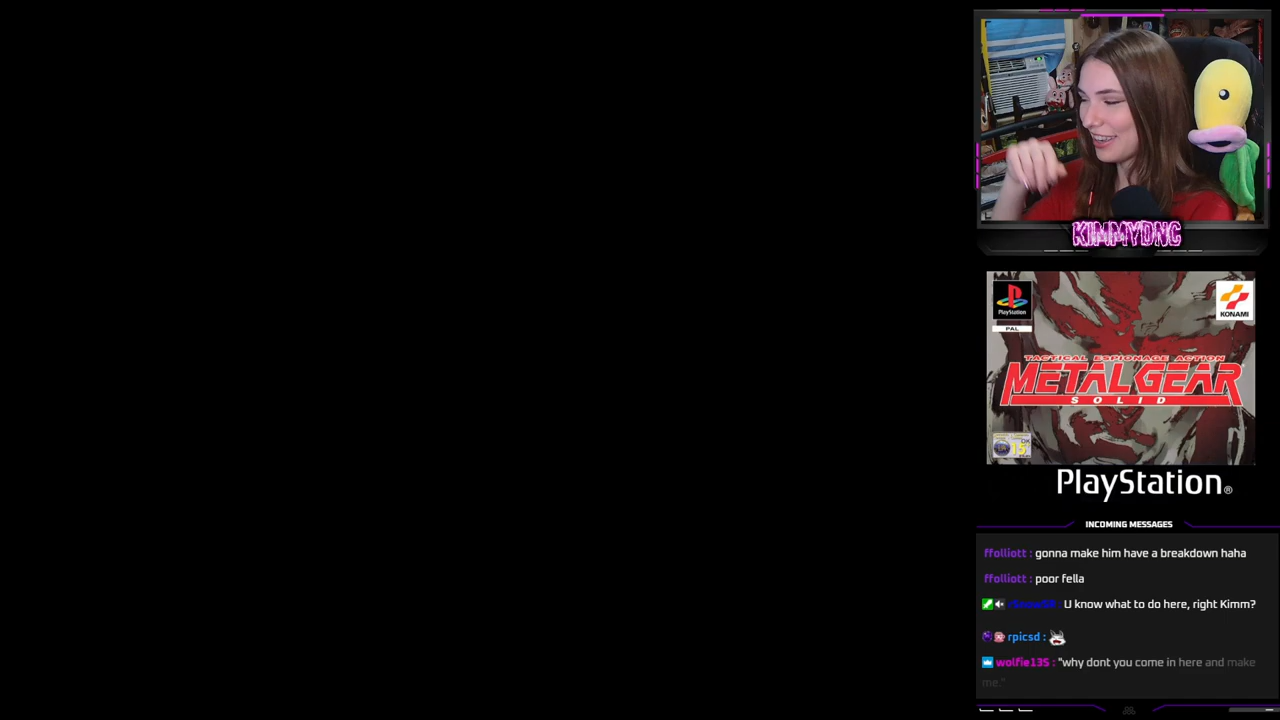 KIMMYDNC
PlayStation
PAL
KONAMI
TACTICAL ESPIONAGE ACTION
METAL GEAR
SOLID
15
PlayStation®
INCOMING MESSAGES
ffolliott : gonna make him have a breakdown haha
ffolliott : poor fella
: U know what to do here, right Kimm?
rpicsd :
wolfie13S : "why dont you come in here and make
me."